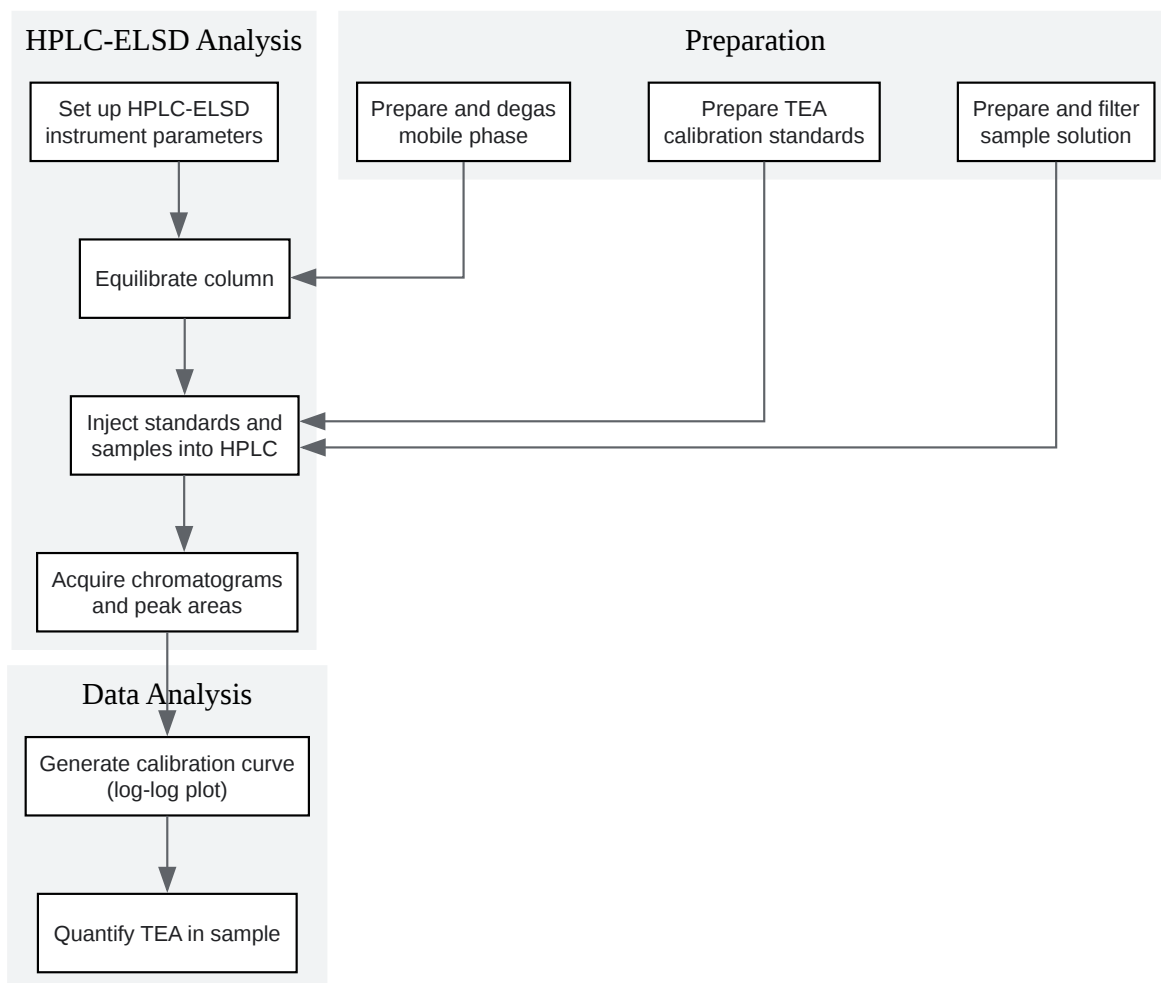 HPLC-ELSD Analysis
Preparation
Set up HPLC-ELSD
instrument parameters
Prepare and degas
mobile phase
Prepare TEA
calibration standards
Prepare and filter
sample solution
Equilibrate column
Inject standards and
samples into HPLC
Acquire chromatograms
and peak areas
Data Analysis
Generate calibration curve
(log-log plot)
Quantify TEA in sample